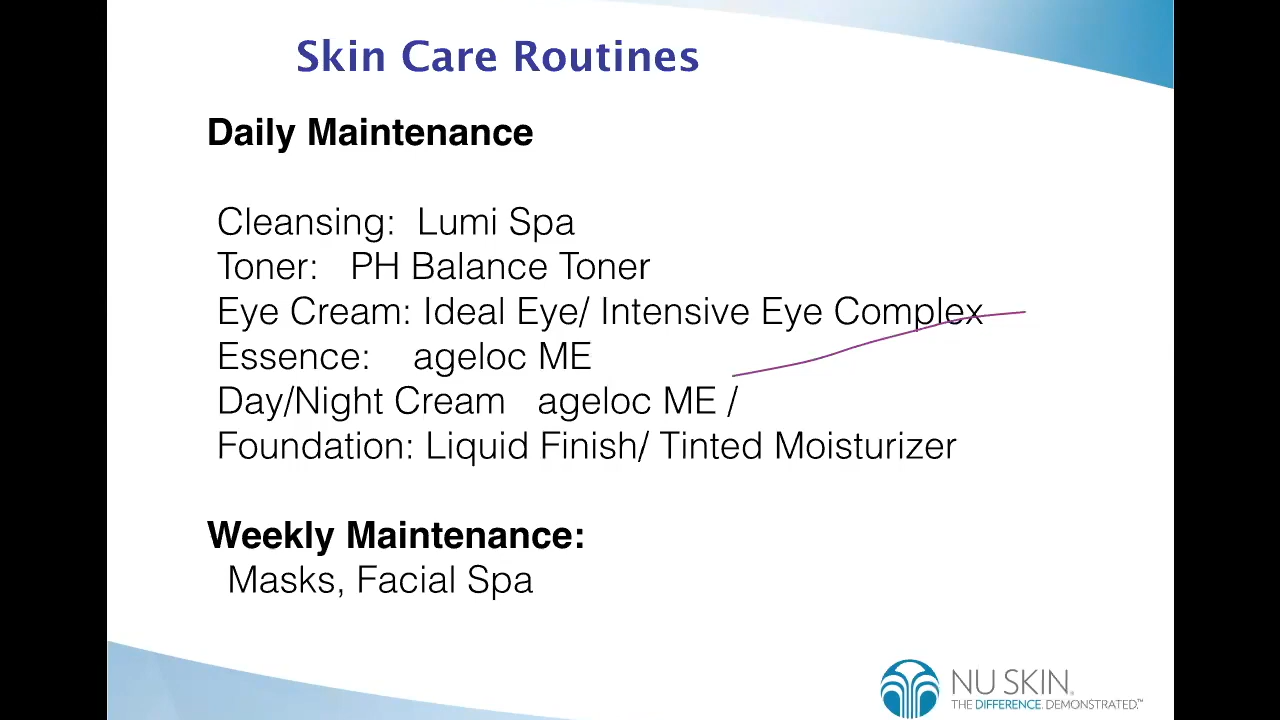 Skin Care Routines
Daily Maintenance
Cleansing: Lumi Spa
Toner: PH Balance Toner
Eye Cream: Ideal Eye/ Intensive Eye Complex
Essence: ageloc ME
Day/Night Cream ageloc ME /
Foundation: Liquid Finish/ Tinted Moisturizer
Weekly Maintenance:
Masks, Facial Spa
NU SKIN®
THE DIFFERENCE. DEMONSTRATED.™